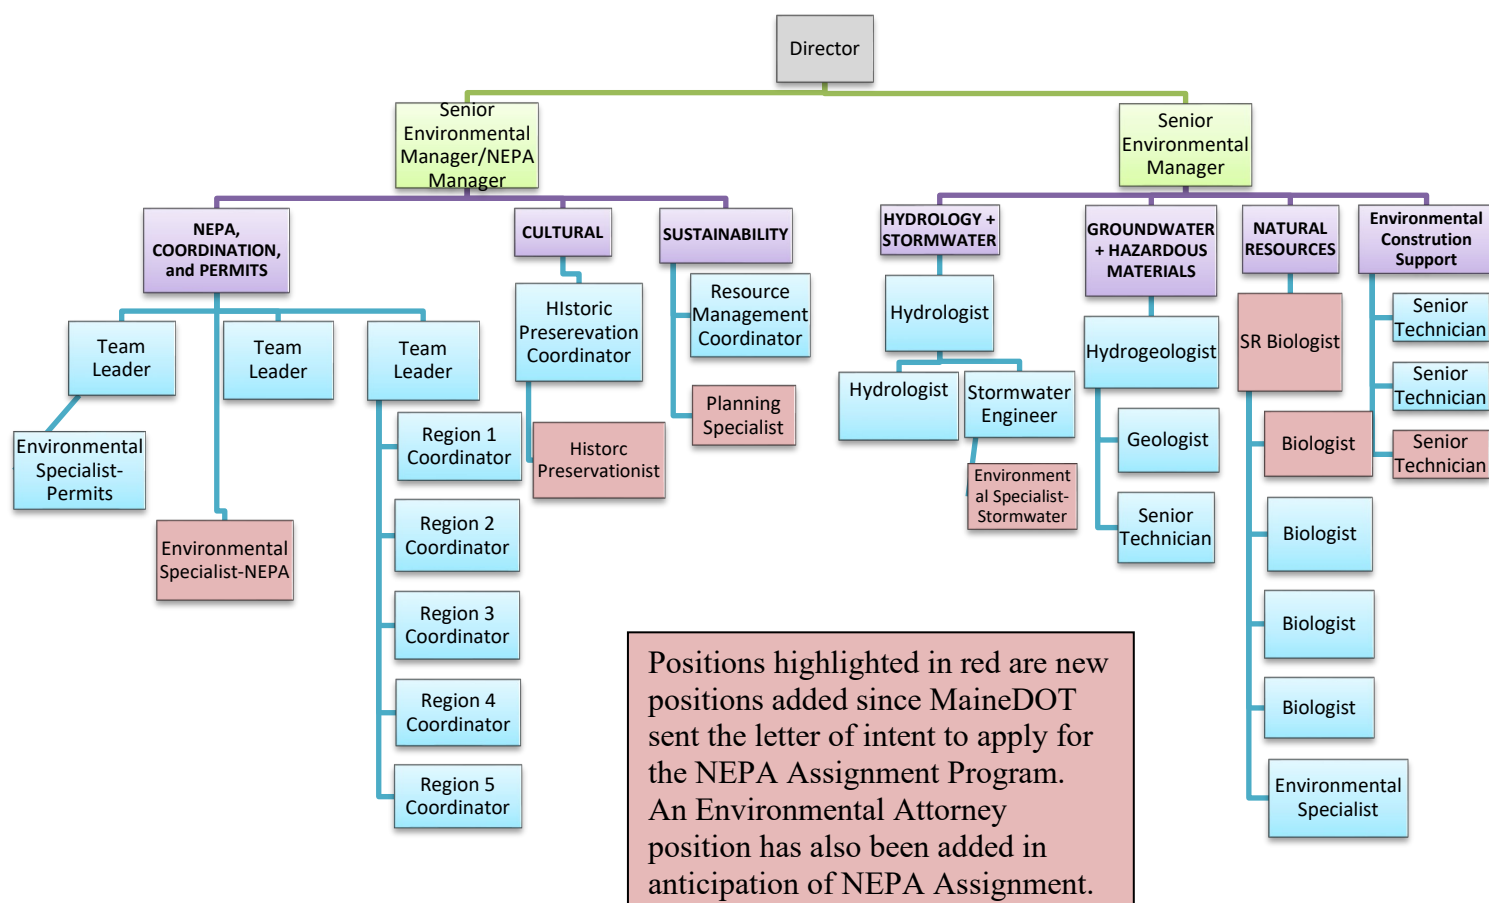 Director
Senior
Environmental
Manager/NEPA
Manager
Senior
Environmental
Manager
NEPA,
COORDINATION,
and PERMITS
CULTURAL
SUSTAINABILITY
HYDROLOGY +
STORMWATER
GROUNDWATER
+ HAZARDOUS
MATERIALS
NATURAL
RESOURCES
Environmental
Constrution
Support
Team
Leader
Team
Leader
Team
Leader
Environmental
Specialist-
Permits
Environmental
Specialist-NEPA
Region 1
Coordinator
Region 2
Coordinator
Region 3
Coordinator
Region 4
Coordinator
Region 5
Coordinator
HIstoric
Preserevation
Coordinator
Historc
Preservationist
Resource
Management
Coordinator
Planning
Specialist
Hydrologist
Hydrologist
Stormwater
Engineer
Environment
al Specialist-
Stormwater
Hydrogeologist
Geologist
Senior
Technician
SR Biologist
Biologist
Biologist
Biologist
Biologist
Environmental
Specialist
Senior
Technician
Senior
Technician
Senior
Technician
Positions highlighted in red are new
positions added since MaineDOT
sent the letter of intent to apply for
the NEPA Assignment Program.
An Environmental Attorney
position has also been added in
anticipation of NEPA Assignment.